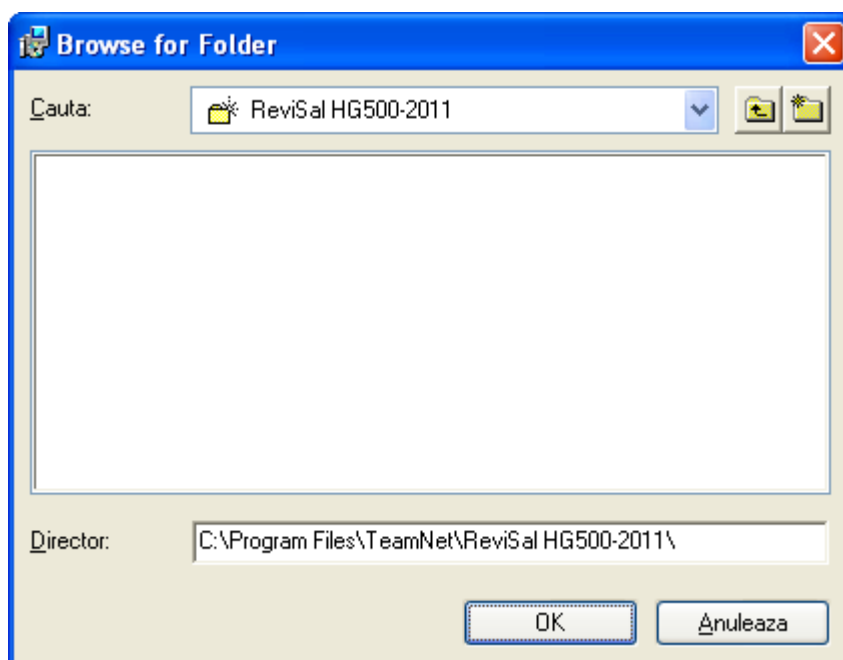 Browse for Folder
Cauta: ReviSal HG500-2011
Director: C:\Program Files\TeamNet\ReviSal HG500-2011\
OK Anuleaza